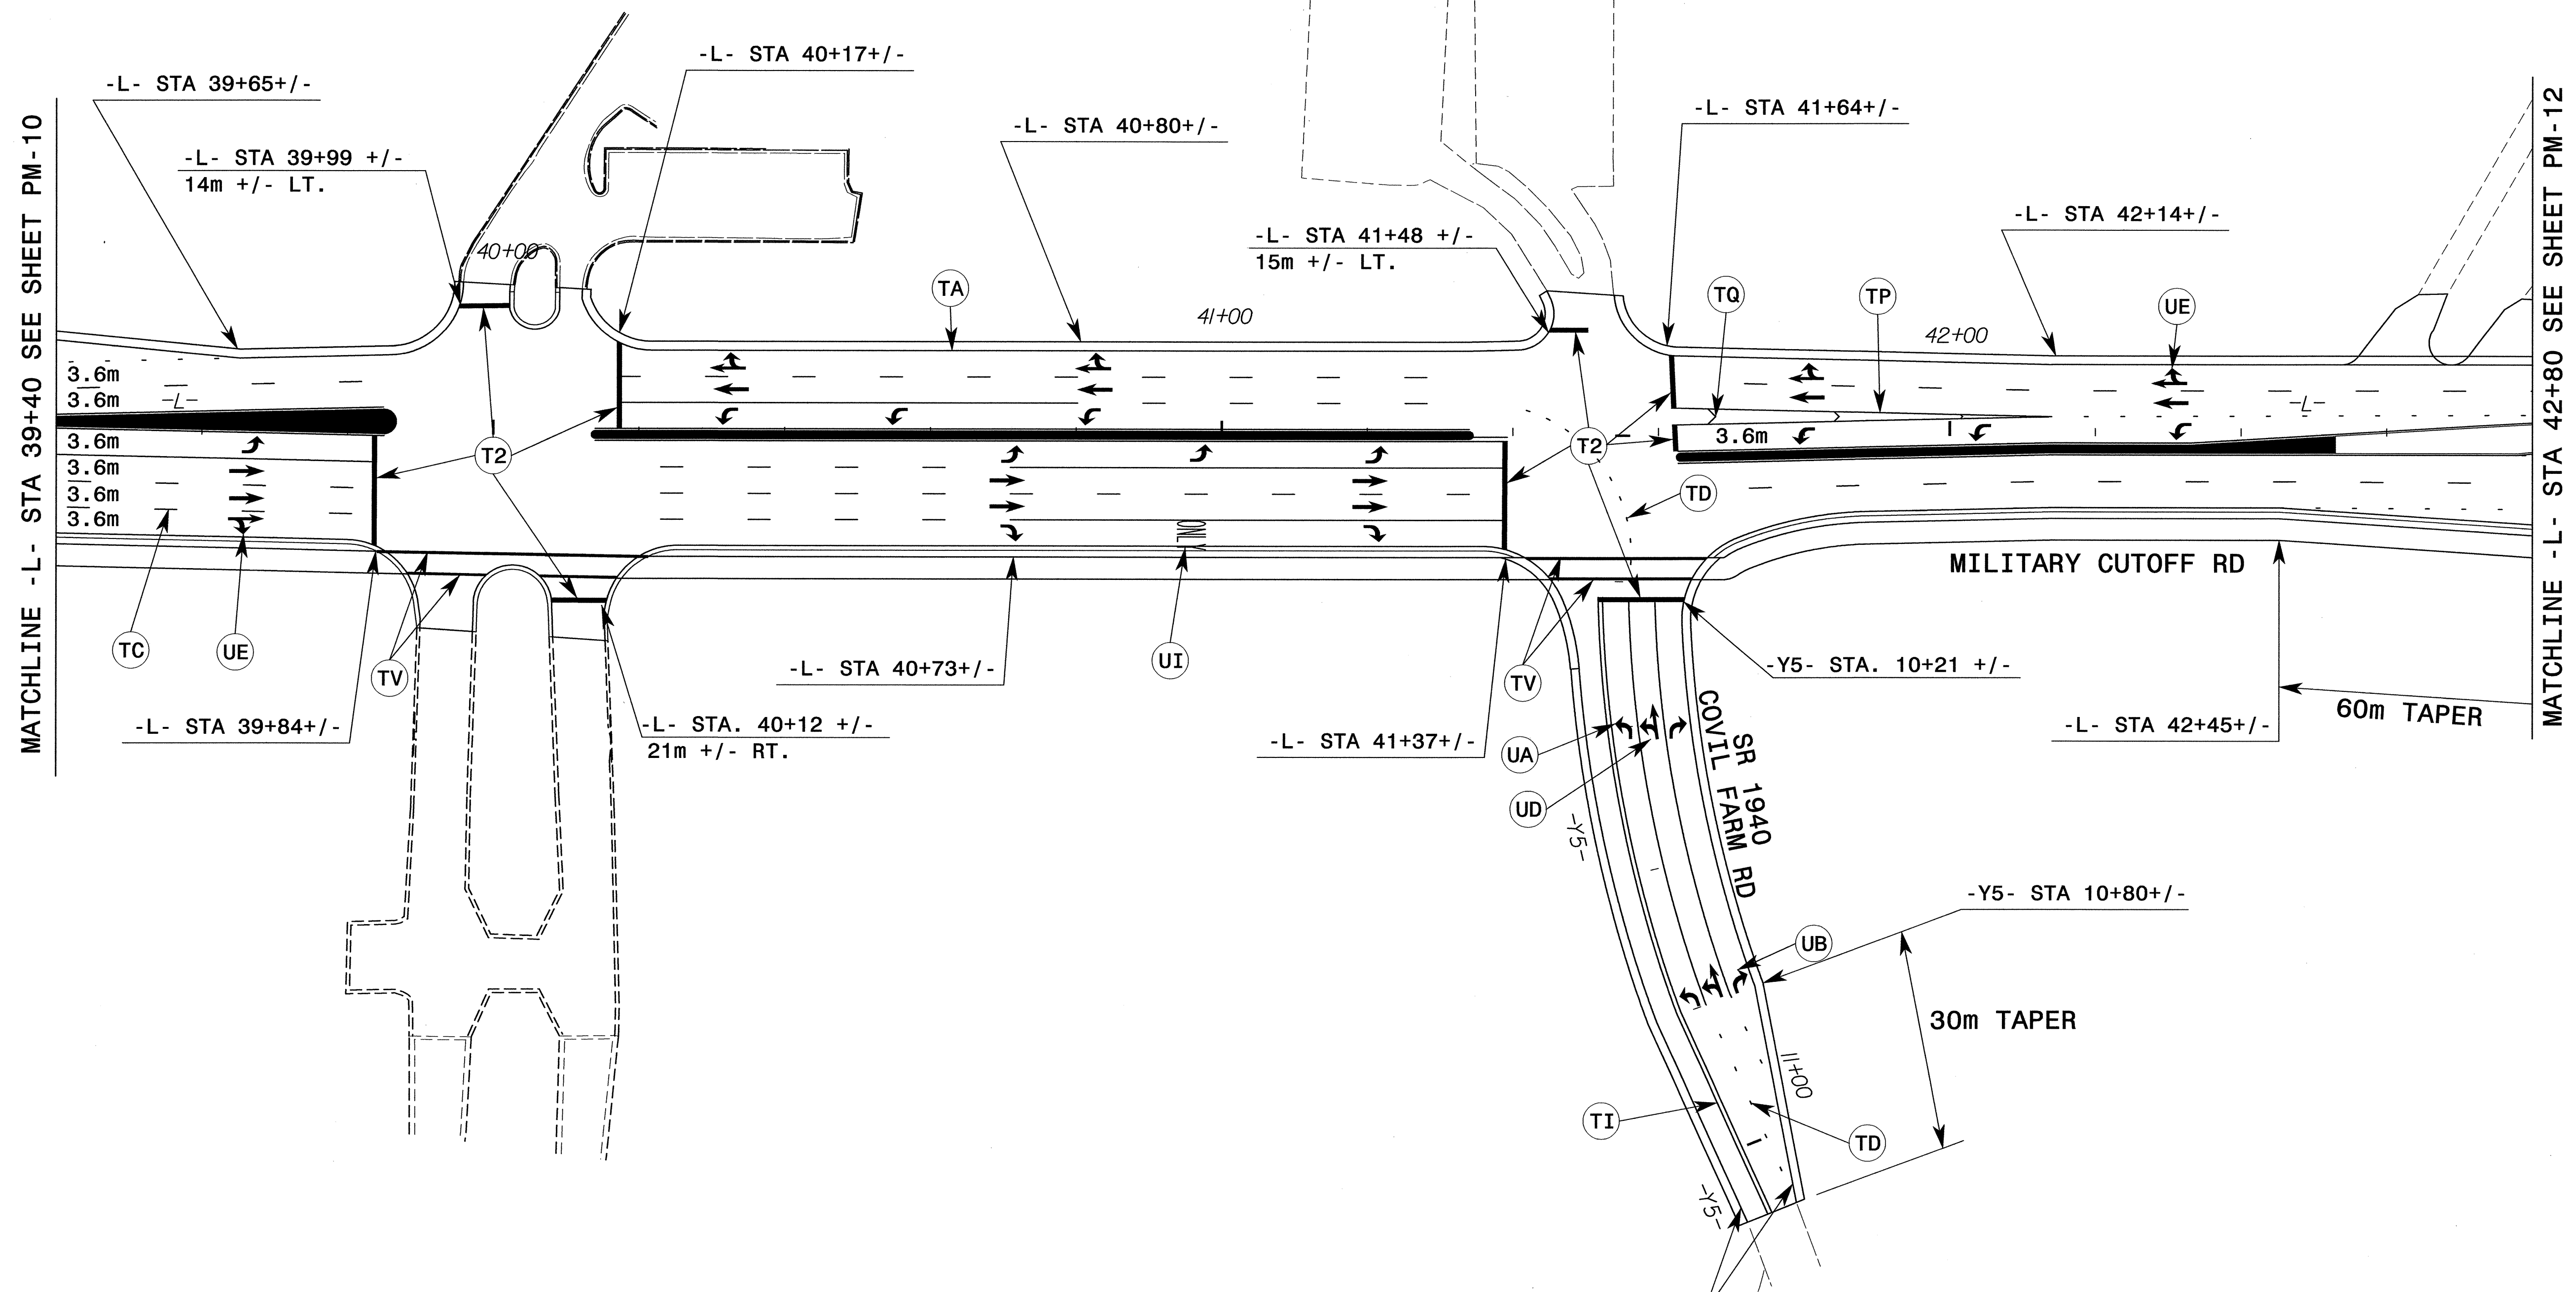 MATCHLINE -L- STA 39+40 SEE SHEET PM-10
-L- STA 39+65+/-
-L- STA 39+99 +/-
14m +/- LT.
-L- STA 40+17+/-
-L- STA 40+80+/-
-L- STA 41+48 +/-
15m +/- LT.
-L- STA 41+64+/-
-L- STA 42+14+/-
MATCHLINE -L- STA 42+80 SEE SHEET PM-12
40+00
TA
41+00
TQ
TP
UE
42+00
3.6m
3.6m
-L-
-L-
3.6m
3.6m
3.6m
3.6m
T2
T2
3.6m
TD
ONLY
MILITARY CUTOFF RD
TC
UE
TV
-L- STA 40+73+/-
UI
TV
-Y5- STA. 10+21 +/-
-L- STA 39+84+/-
-L- STA. 40+12 +/-
21m +/- RT.
-L- STA 41+37+/-
UA
UD
-Y5-
SR 1940
COVIL FARM RD
-L- STA 42+45+/-
60m TAPER
-Y5- STA 10+80+/-
UB
30m TAPER
11+00
TI
TD
-Y5-